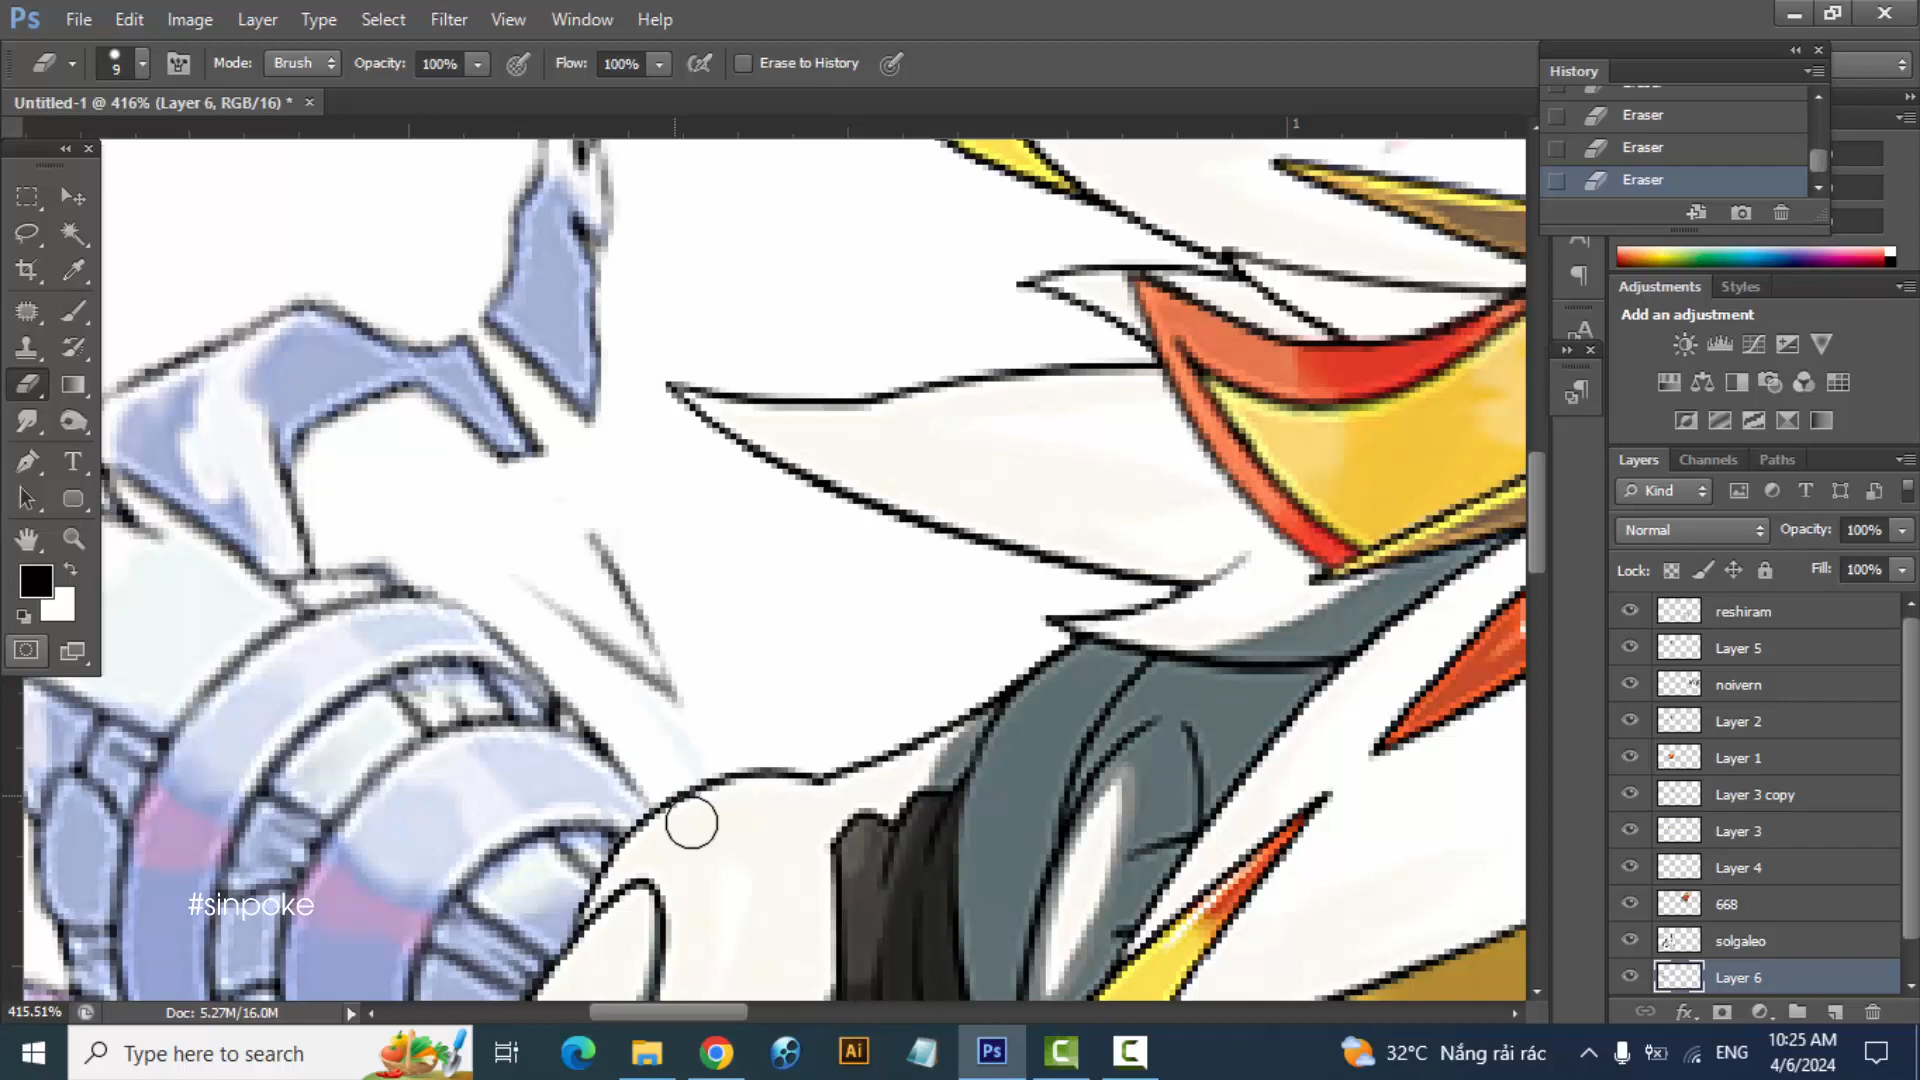 Ps File Edit Image Layer Type Select Filter View Window Help
9 Mode: Brush Opacity: 100% Flow: 100% Erase to History
Untitled-1 @ 416% (Layer 6, RGB/16) * ×
1
History
Eraser
Eraser
Eraser
Adjustments Styles
Add an adjustment
Layers Channels Paths
Kind
Normal Opacity: 100%
Lock: Fill: 100%
reshiram
Layer 5
noivern
Layer 2
Layer 1
Layer 3 copy
Layer 3
Layer 4
668
solgaleo
Layer 6
#sinpoke
415.51% Doc: 5.27M/16.0M
Type here to search
Ai
Ps
32°C Nắng rải rác
ENG
10:25 AM
4/6/2024